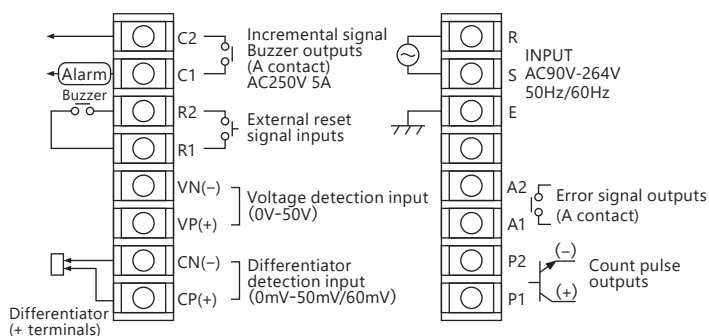 C2
Incremental signal
Buzzer outputs
(A contact)
AC250V 5A
C1
Alarm
Buzzer
R2
External reset
signal inputs
R1
VN(−)
Voltage detection input
(0V-50V)
VP(+)
CN(−)
Differentiator
detection input
(0mV-50mV/60mV)
CP(+)
Differentiator
(+ terminals)
R
INPUT
AC90V-264V
50Hz/60Hz
S
E
A2
Error signal outputs
(A contact)
A1
P2
(−)
Count pulse
outputs
(+)
P1